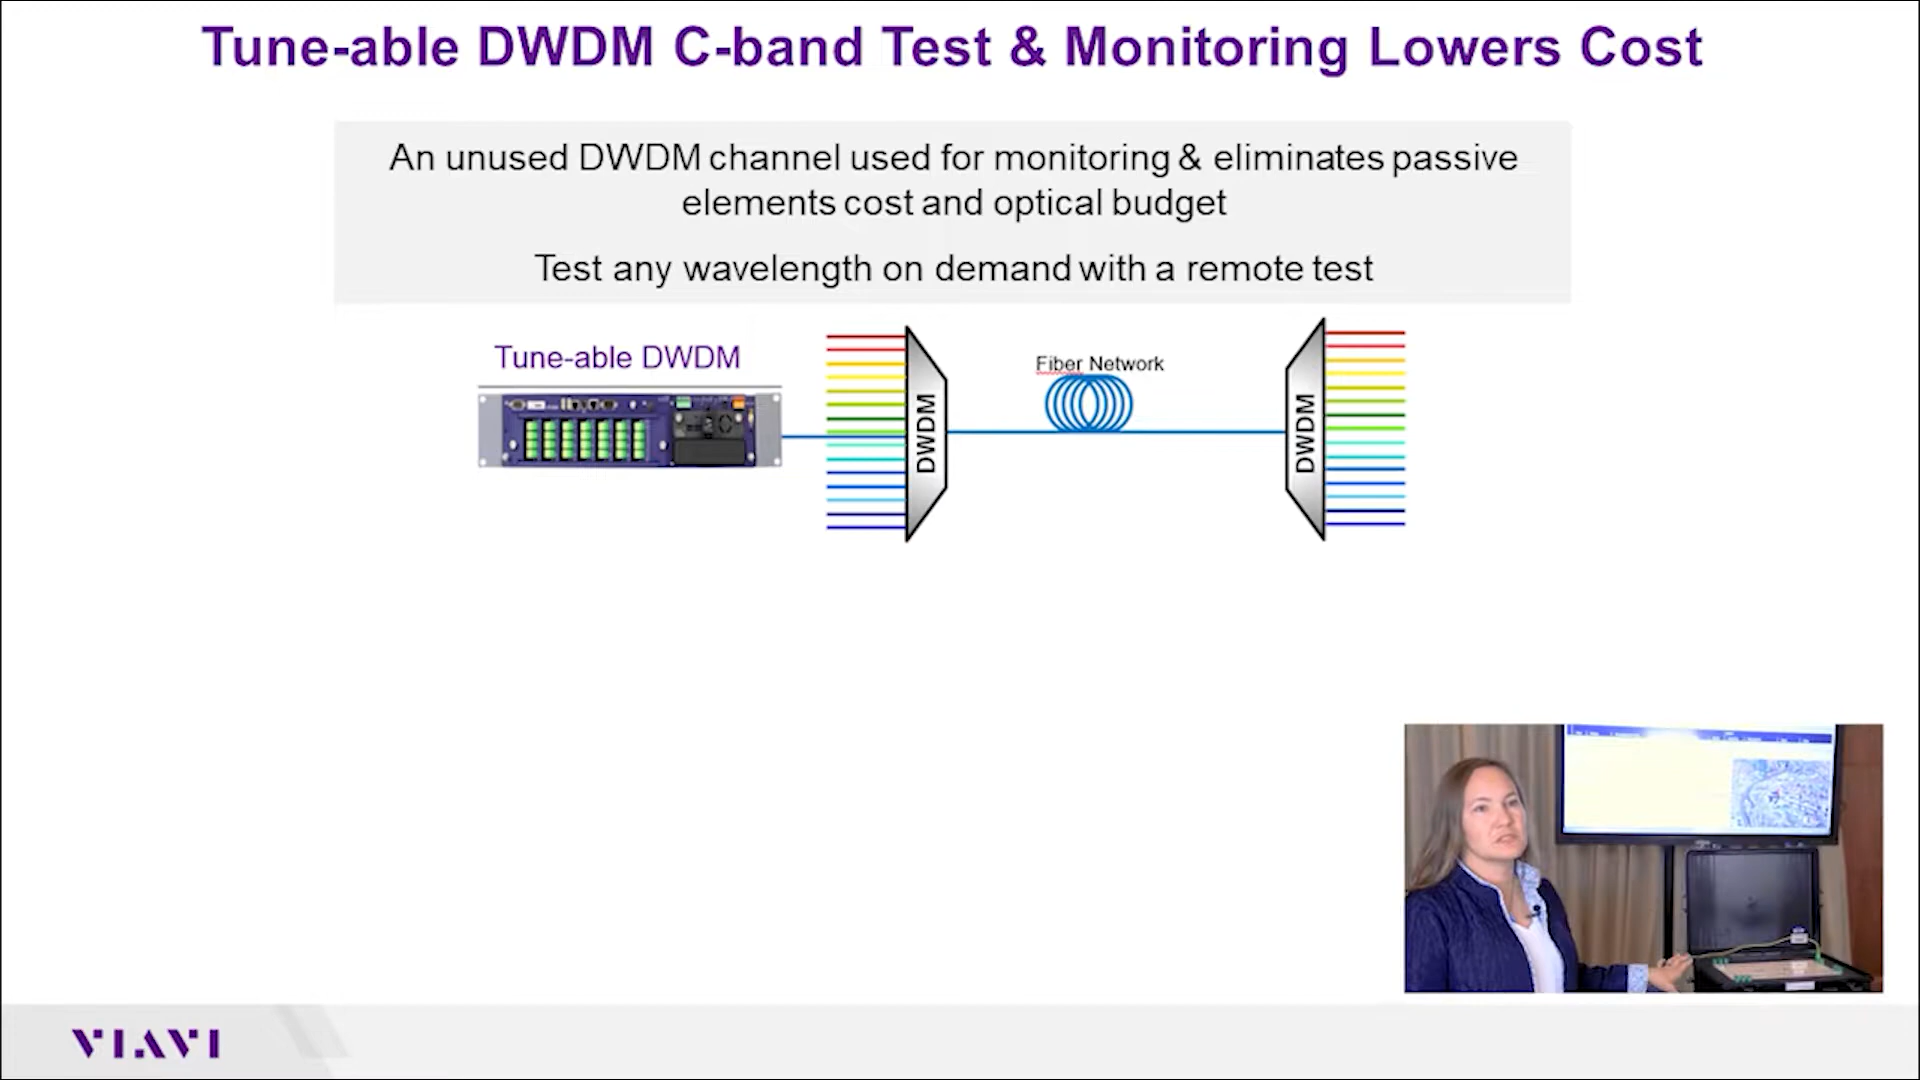 Tune-able DWDM C-band Test & Monitoring Lowers Cost
An unused DWDM channel used for monitoring & eliminates passive
elements cost and optical budget
Test any wavelength on demand with a remote test
Tune-able DWDM
Fiber Network
DWDM
DWDM
VIAVI